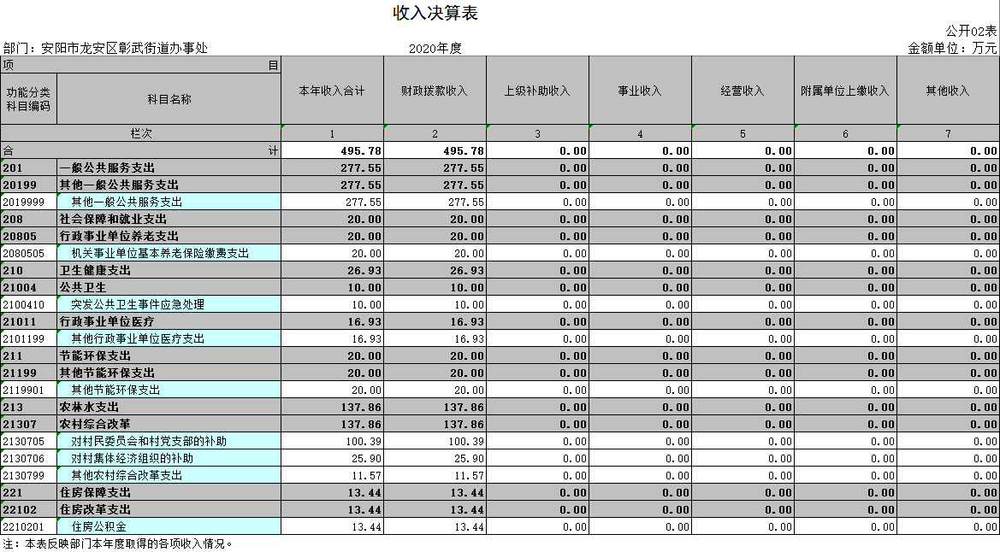 收入决算表
公开02表
部门：安阳市龙安区彰武街道办事处 2020年度 金额单位：万元
项 目 本年收入合计 财政拨款收入 上级补助收入 事业收入 经营收入 附属单位上缴收入 其他收入
功能分类科目编码 科目名称
栏次 1 2 3 4 5 6 7
合 计 495.78 495.78 0.00 0.00 0.00 0.00 0.00
201 一般公共服务支出 277.55 277.55 0.00 0.00 0.00 0.00 0.00
20199 其他一般公共服务支出 277.55 277.55 0.00 0.00 0.00 0.00 0.00
2019999 其他一般公共服务支出 277.55 277.55 0.00 0.00 0.00 0.00 0.00
208 社会保障和就业支出 20.00 20.00 0.00 0.00 0.00 0.00 0.00
20805 行政事业单位养老支出 20.00 20.00 0.00 0.00 0.00 0.00 0.00
2080505 机关事业单位基本养老保险缴费支出 20.00 20.00 0.00 0.00 0.00 0.00 0.00
210 卫生健康支出 26.93 26.93 0.00 0.00 0.00 0.00 0.00
21004 公共卫生 10.00 10.00 0.00 0.00 0.00 0.00 0.00
2100410 突发公共卫生事件应急处理 10.00 10.00 0.00 0.00 0.00 0.00 0.00
21011 行政事业单位医疗 16.93 16.93 0.00 0.00 0.00 0.00 0.00
2101199 其他行政事业单位医疗支出 16.93 16.93 0.00 0.00 0.00 0.00 0.00
211 节能环保支出 20.00 20.00 0.00 0.00 0.00 0.00 0.00
21199 其他节能环保支出 20.00 20.00 0.00 0.00 0.00 0.00 0.00
2119901 其他节能环保支出 20.00 20.00 0.00 0.00 0.00 0.00 0.00
213 农林水支出 137.86 137.86 0.00 0.00 0.00 0.00 0.00
21307 农村综合改革 137.86 137.86 0.00 0.00 0.00 0.00 0.00
2130705 对村民委员会和村党支部的补助 100.39 100.39 0.00 0.00 0.00 0.00 0.00
2130706 对村集体经济组织的补助 25.90 25.90 0.00 0.00 0.00 0.00 0.00
2130799 其他农村综合改革支出 11.57 11.57 0.00 0.00 0.00 0.00 0.00
221 住房保障支出 13.44 13.44 0.00 0.00 0.00 0.00 0.00
22102 住房改革支出 13.44 13.44 0.00 0.00 0.00 0.00 0.00
2210201 住房公积金 13.44 13.44 0.00 0.00 0.00 0.00 0.00
注：本表反映部门本年度取得的各项收入情况。